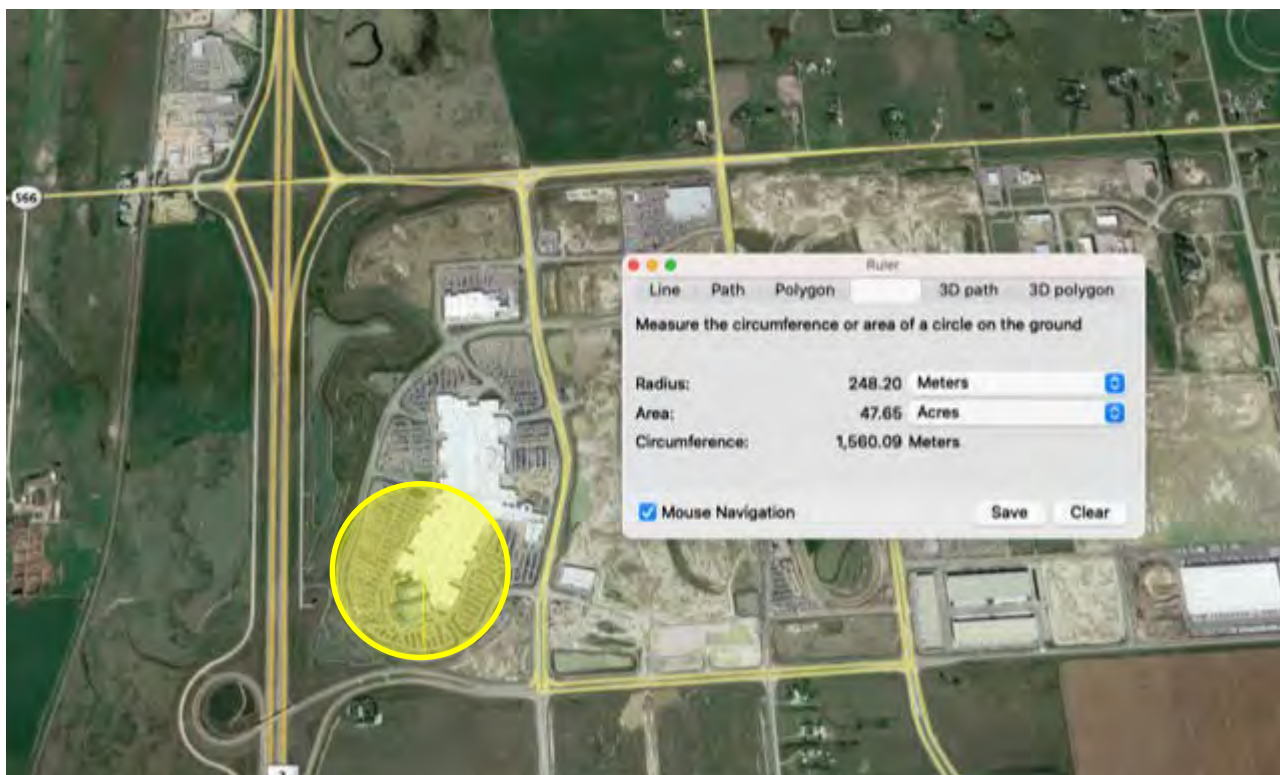 566
Ruler
Line Path Polygon 3D path 3D polygon
Measure the circumference or area of a circle on the ground
Radius: 248.20 Meters
Area: 47.65 Acres
Circumference: 1,560.09 Meters
Mouse Navigation Save Clear
2